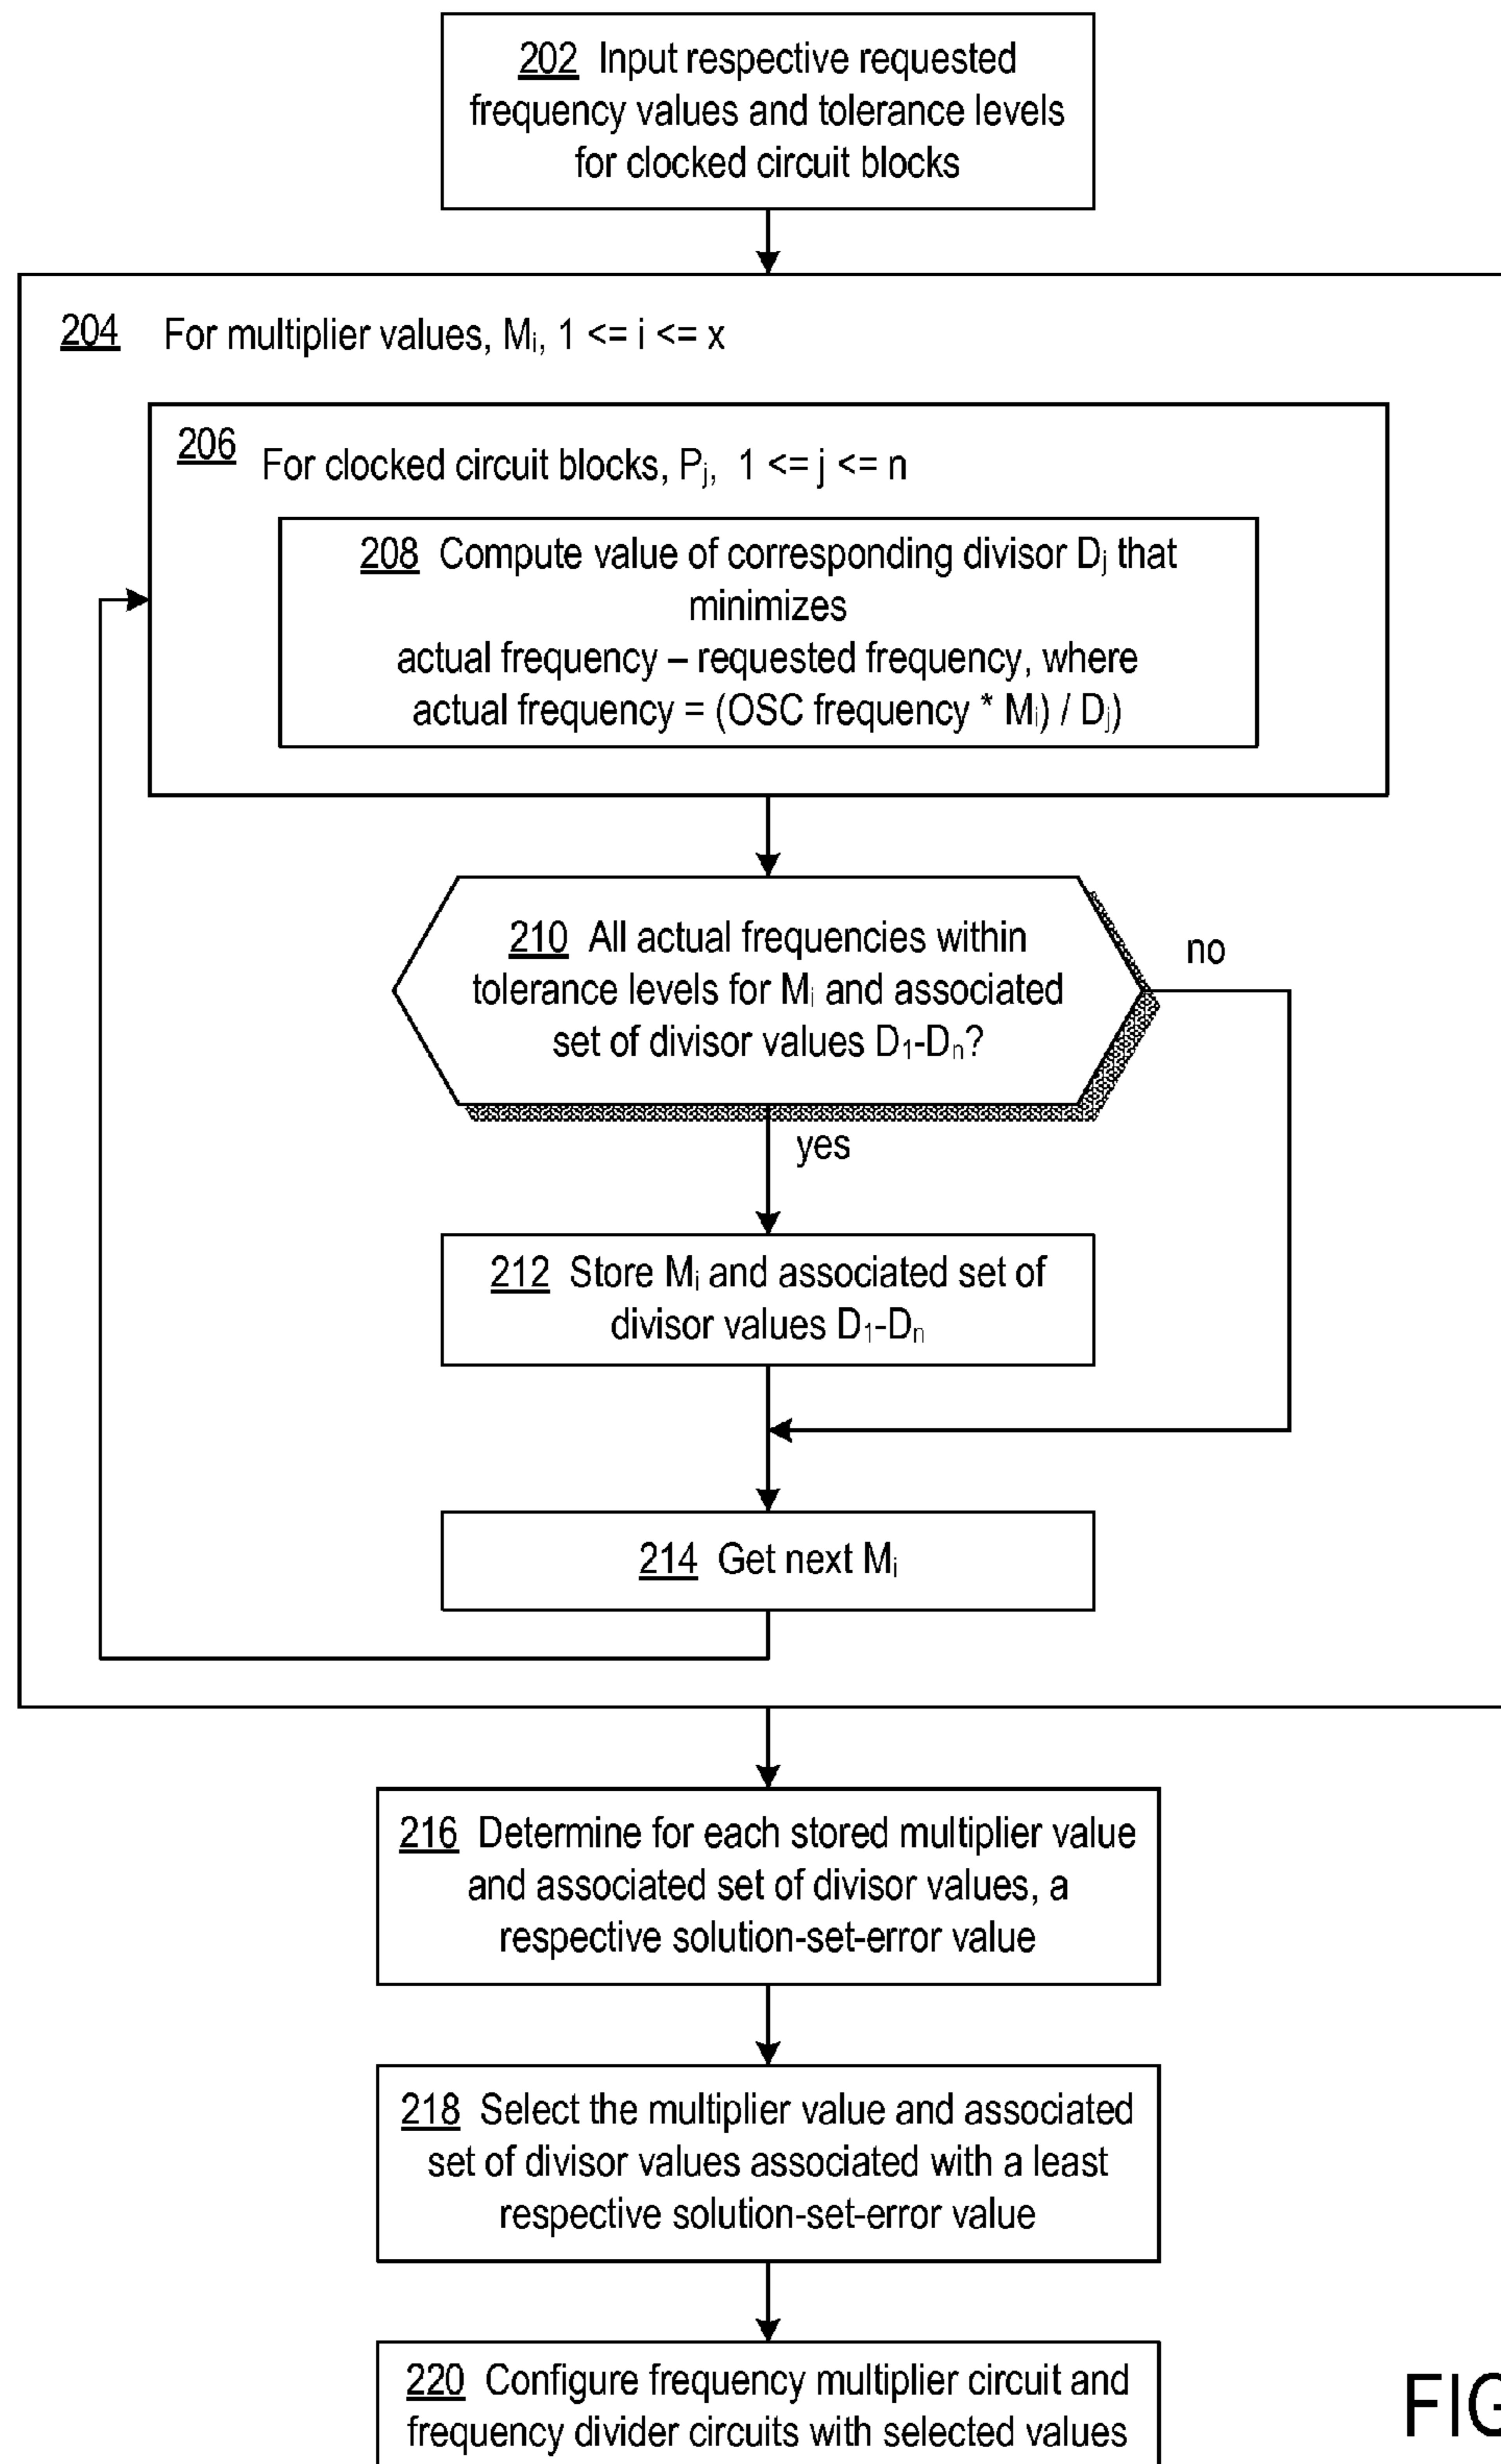 202 Input respective requested
frequency values and tolerance levels
for clocked circuit blocks
204 For multiplier values, Mi, 1 <= i <= x
206 For clocked circuit blocks, Pj, 1 <= j <= n
208 Compute value of corresponding divisor Dj that
minimizes
actual frequency – requested frequency, where
actual frequency = (OSC frequency * Mi) / Dj)
210 All actual frequencies within
tolerance levels for Mi and associated
set of divisor values D1-Dn?
no
yes
212 Store Mi and associated set of
divisor values D1-Dn
214 Get next Mi
216 Determine for each stored multiplier value
and associated set of divisor values, a
respective solution-set-error value
218 Select the multiplier value and associated
set of divisor values associated with a least
respective solution-set-error value
220 Configure frequency multiplier circuit and
frequency divider circuits with selected values